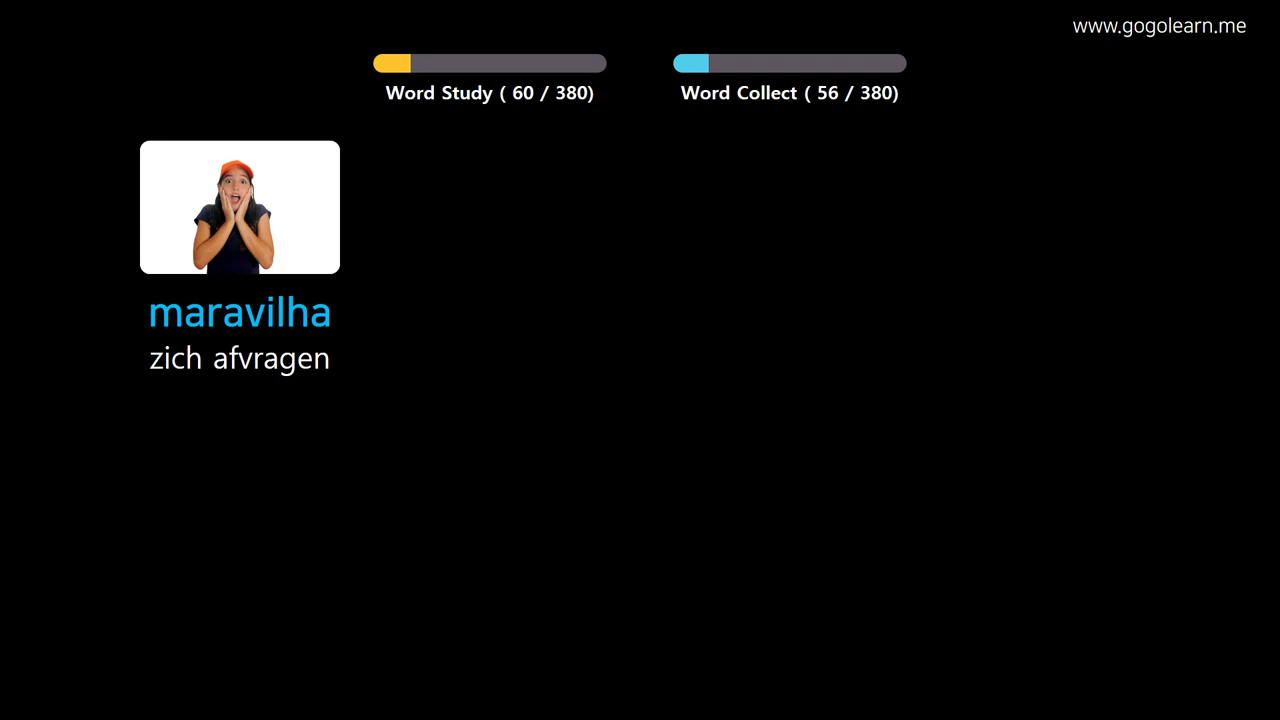 www.gogolearn.me
Word Study ( 60 / 380)
Word Collect ( 56 / 380)
maravilha
zich afvragen